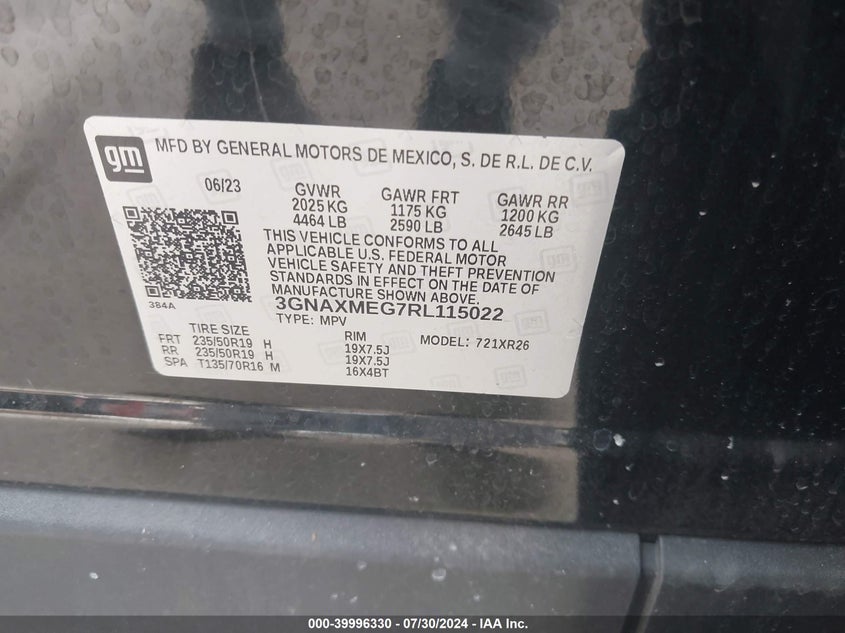 gm
MFD BY GENERAL MOTORS DE MEXICO, S. DE R.L. DE C.V.
06/23
GVWR GAWR FRT GAWR RR
2025 KG 1175 KG 1200 KG
4464 LB 2590 LB 2645 LB
THIS VEHICLE CONFORMS TO ALL
APPLICABLE U.S. FEDERAL MOTOR
VEHICLE SAFETY AND THEFT PREVENTION
STANDARDS IN EFFECT ON THE DATE OF
MANUFACTURE SHOWN ABOVE.
384A
3GNAXMEG7RL115022
TYPE: MPV
MODEL: 721XR26
TIRE SIZE RIM
FRT 235/50R19 H 19X7.5J
RR 235/50R19 H 19X7.5J
SPA T135/70R16 M 16X4BT
000-39996330 - 07/30/2024 - IAA Inc.